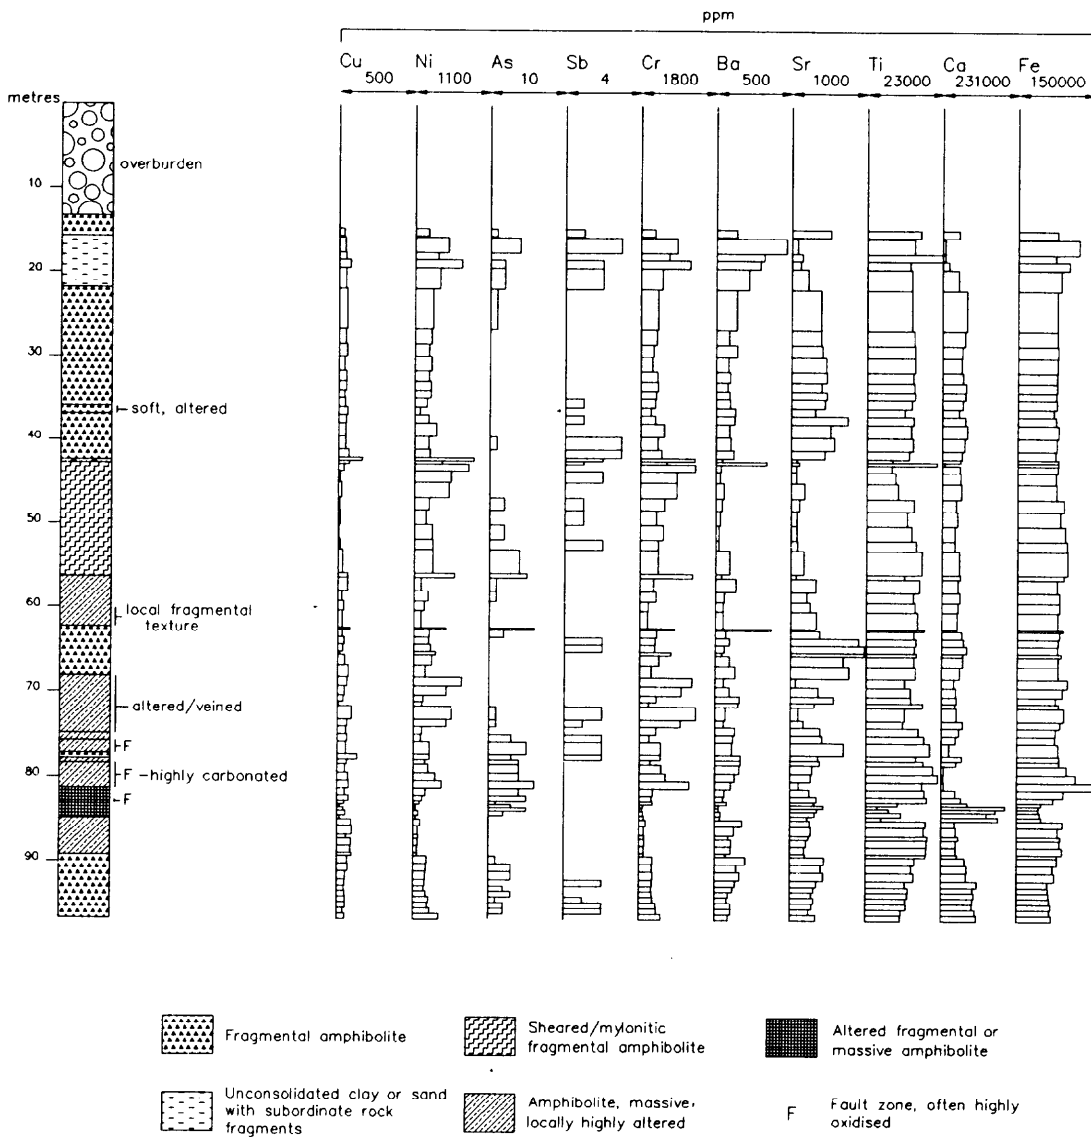 ppm
Cu Ni As Sb Cr Ba Sr Ti Ca Fe
500 1100 10 4 1800 500 1000 23000 231000 150000
metres
overburden
10
20
30
soft, altered
40
50
60
local fragmental
texture
70
altered/veined
F
80
F -highly carbonated
F
90
Fragmental amphibolite
Sheared/mylonitic
fragmental amphibolite
Altered fragmental or
massive amphibolite
Unconsolidated clay or sand
with subordinate rock
fragments
Amphibolite, massive,
locally highly altered
F
Fault zone, often highly
oxidised